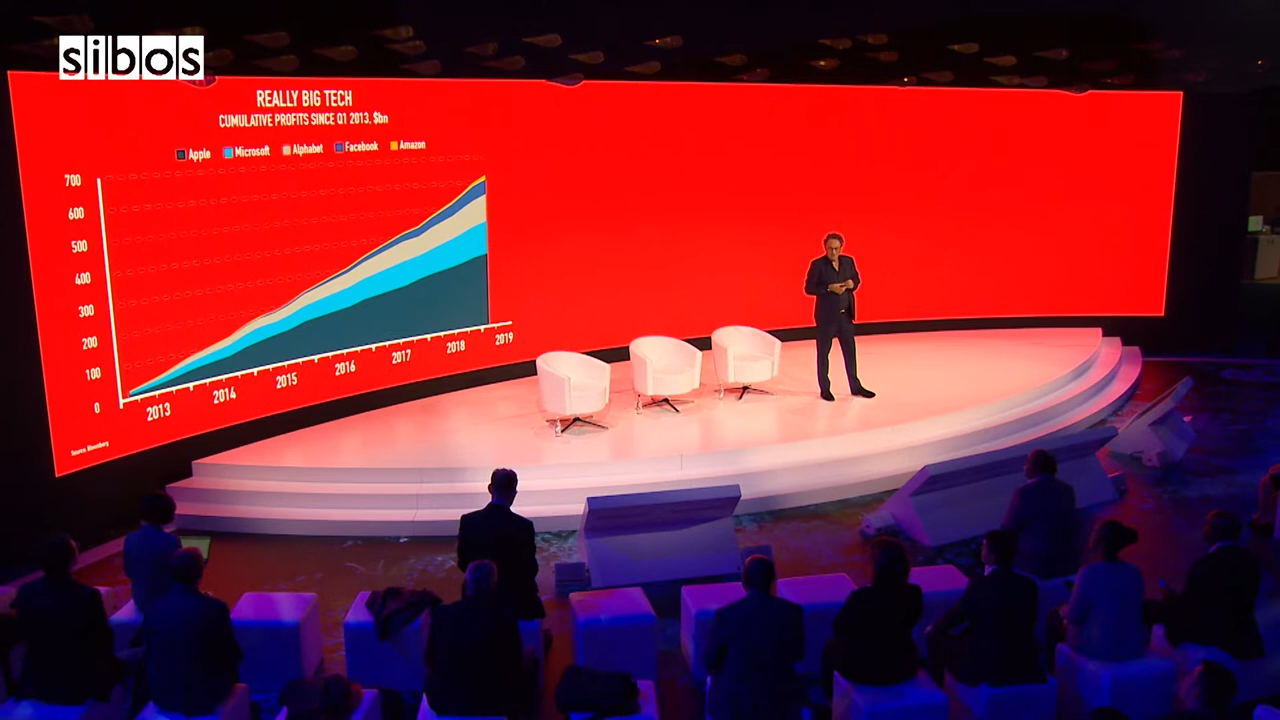 sibos
REALLY BIG TECH
CUMULATIVE PROFITS SINCE Q1 2013, $bn
Apple Microsoft Alphabet Facebook Amazon
700
600
500
400
300
200
100
0
2013 2014 2015 2016 2017 2018 2019
Source: Bloomberg